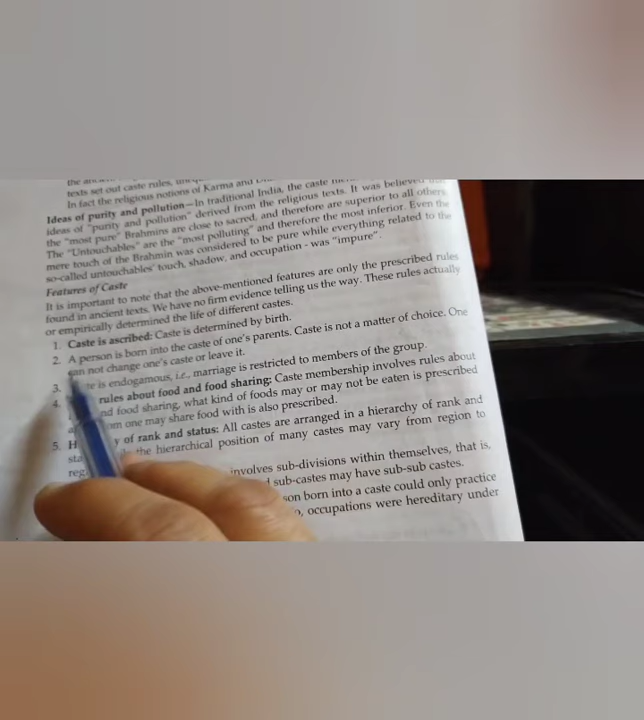 texts set out caste rules,
In fact the religious notions of Karma and
Ideas of purity and pollution—In traditional India, the caste
ideas of "purity and pollution" derived from the religious texts. It was believed
the "most pure" Brahmins are close to sacred, and therefore are superior to all others.
The "Untouchables" are the "most polluting" and therefore the most inferior. Even the
mere touch of the Brahmin was considered to be pure while everything related to the
so-called untouchables' touch, shadow, and occupation - was "impure".
Features of Caste
It is important to note that the above-mentioned features are only the prescribed rules
found in ancient texts. We have no firm evidence telling us the way. These rules actually
or empirically determined the life of different castes.
1. Caste is ascribed: Caste is determined by birth.
2. A person is born into the caste of one's parents. Caste is not a matter of choice. One
can not change one's caste or leave it.
3. is endogamous, i.e., marriage is restricted to members of the group.
4. rules about food and food sharing: Caste membership involves rules about
food sharing, what kind of foods may or may not be eaten is prescribed
one may share food with is also prescribed.
5. of rank and status: All castes are arranged in a hierarchy of rank and
the hierarchical position of many castes may vary from region to
involves sub-divisions within themselves, that is,
sub-castes may have sub-sub castes.
born into a caste could only practice
occupations were hereditary under